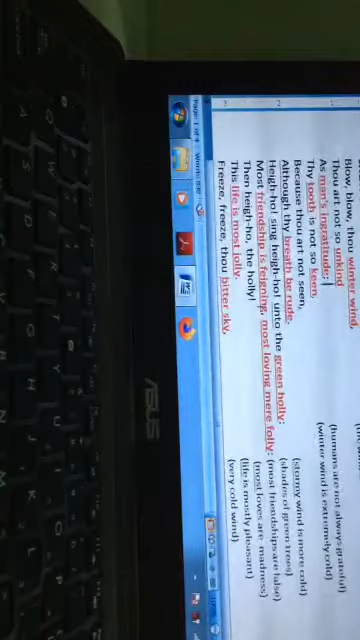 Blow, blow, thou winter wind,
Thou art not so unkind (humans are not always grateful)
As man's ingratitude; (winter wind is extremely cold)
Thy tooth is not so keen,
Because thou art not seen, (stormy wind is more cold)
Although thy breath be rude. (shades of green trees)
Heigh-ho! sing heigh-ho! unto the green holly: (most friendships are false)
Most friendship is feigning, most loving mere folly: (most loves are madness)
Then heigh-ho, the holly!
This life is most jolly. (life is mostly pleasant)
Freeze, freeze, thou bitter sky, (very cold wind)
Page: 1 of 4
ASUS